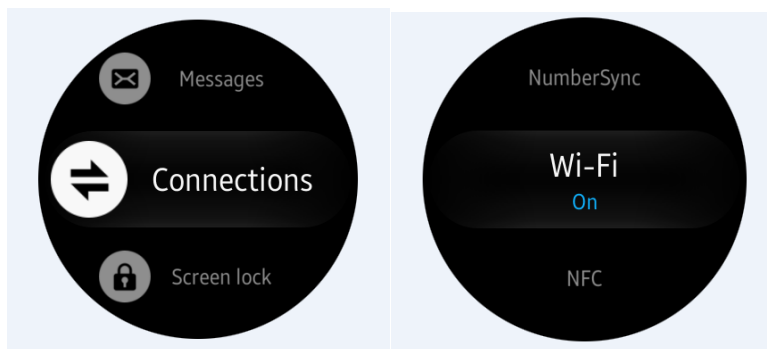 Messages
Connections
Screen lock
NumberSync
Wi-Fi
On
NFC